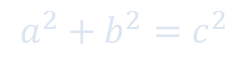 a² + b² = c²